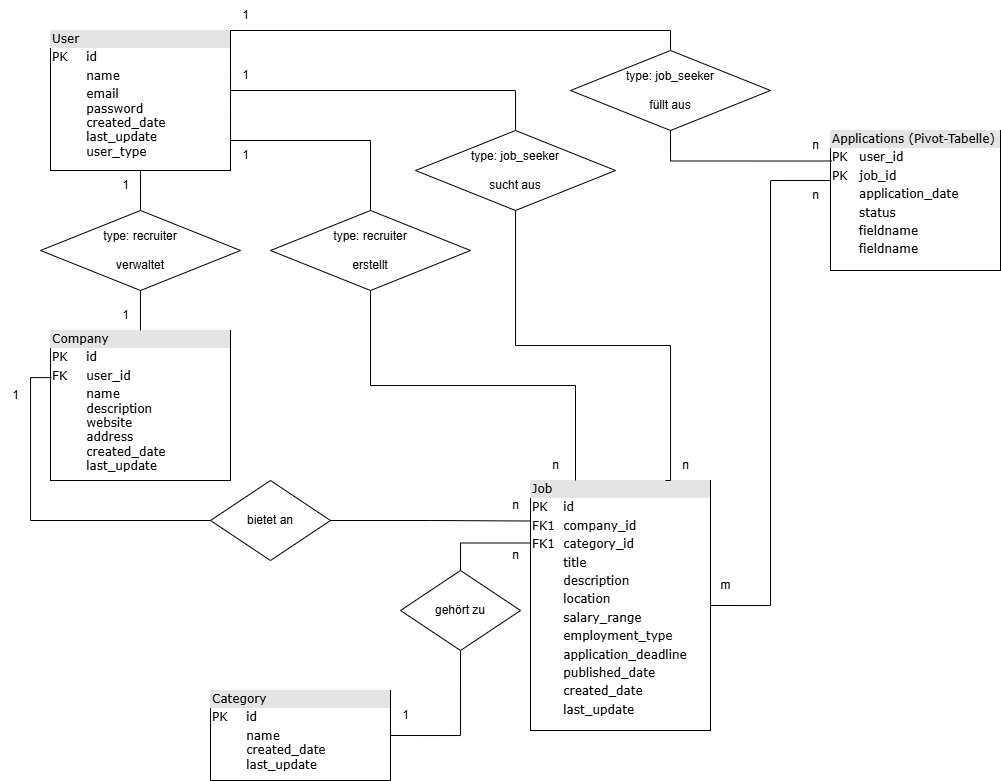 1
User
PK id
name
email
password
created_date
last_update
user_type
1
1
1
type: job_seeker
füllt aus
type: job_seeker
sucht aus
n
Applications (Pivot-Tabelle)
PK user_id
PK job_id
application_date
status
fieldname
fieldname
n
type: recruiter
verwaltet
type: recruiter
erstellt
1
Company
PK id
FK user_id
name
description
website
address
created_date
last_update
1
bietet an
n
n
n
Job
PK id
FK1 company_id
FK1 category_id
title
description
location
salary_range
employment_type
application_deadline
published_date
created_date
last_update
n
m
gehört zu
Category
PK id
name
created_date
last_update
1